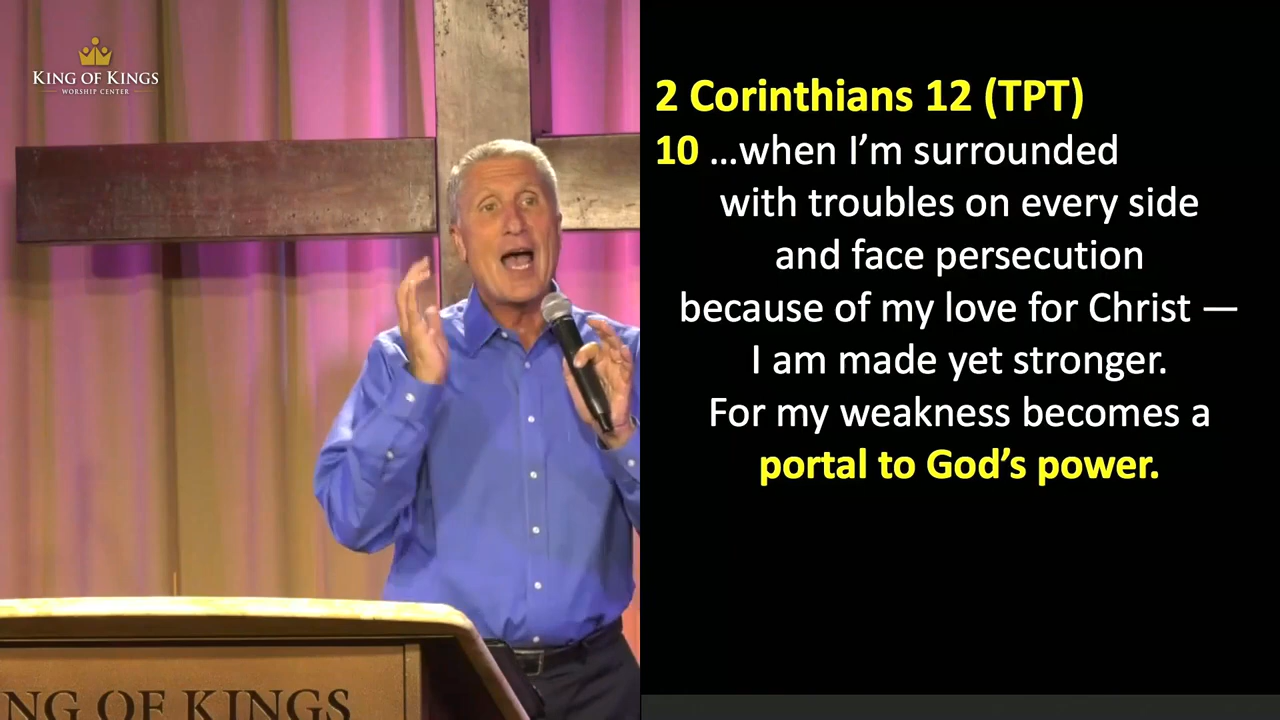 KING OF KINGS
WORSHIP CENTER
2 Corinthians 12 (TPT)
10 …when I’m surrounded
with troubles on every side
and face persecution
because of my love for Christ —
I am made yet stronger.
For my weakness becomes a
portal to God’s power.
NG OF KINGS